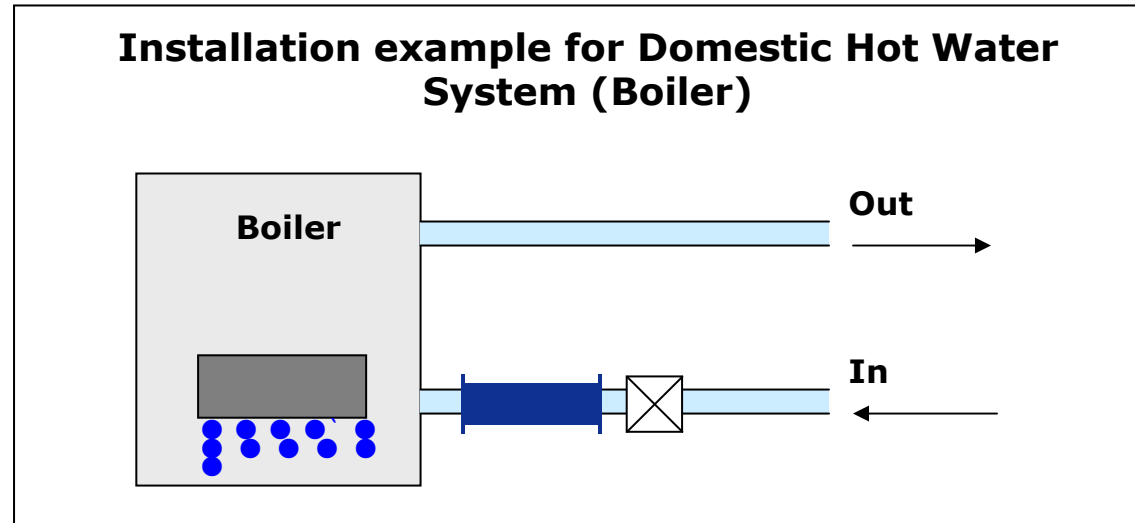 Installation example for Domestic Hot Water
System (Boiler)
Out
Boiler
In